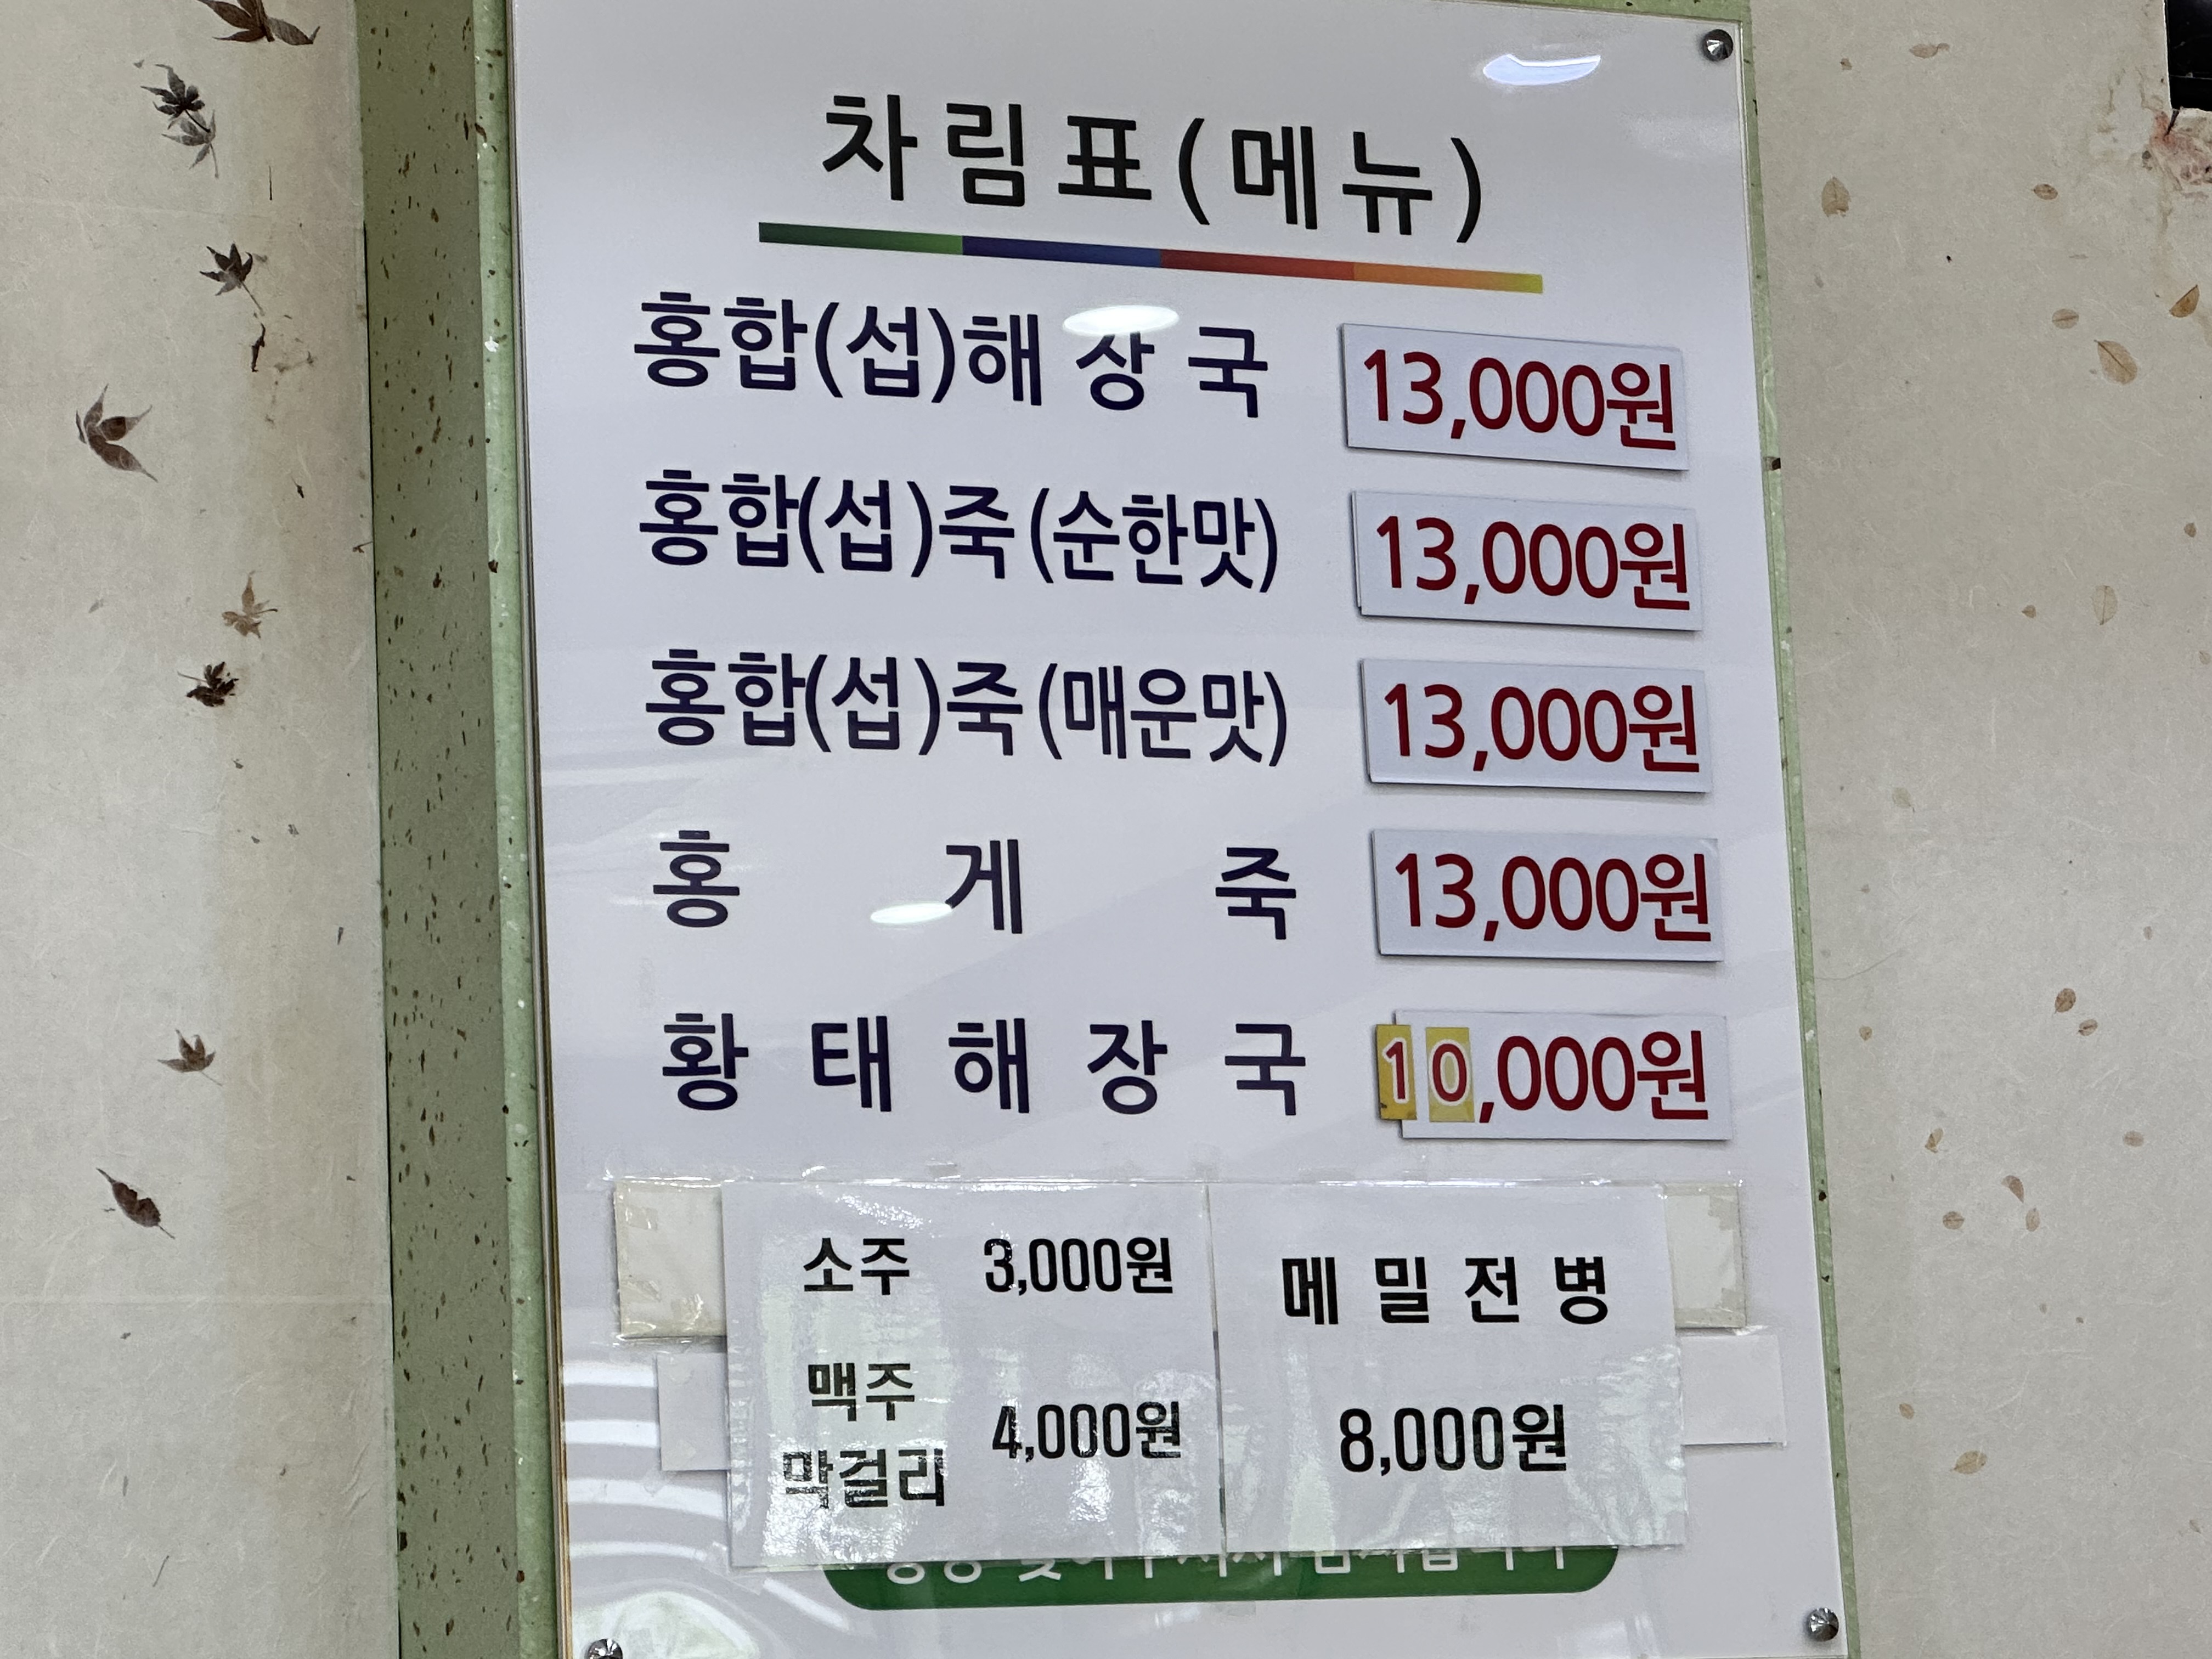 차림표(메뉴)
홍합(섭)해장국 13,000원
홍합(섭)죽(순한맛) 13,000원
홍합(섭)죽(매운맛) 13,000원
홍게죽 13,000원
황태해장국 10,000원
소주 3,000원
맥주
막걸리 4,000원
메밀전병
8,000원